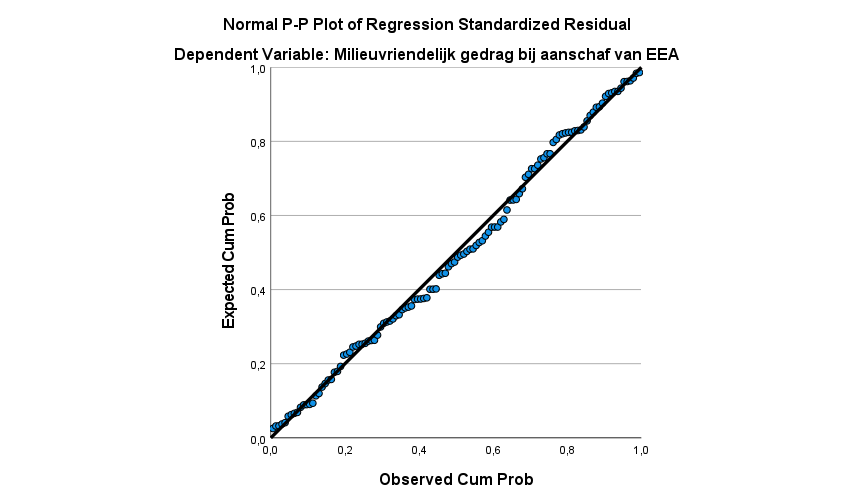 Normal P-P Plot of Regression Standardized Residual
Dependent Variable: Milieuvriendelijk gedrag bij aanschaf van EEA
1,0
0,8
0,6
0,4
0,2
0,0
Expected Cum Prob
0,0 0,2 0,4 0,6 0,8 1,0
Observed Cum Prob